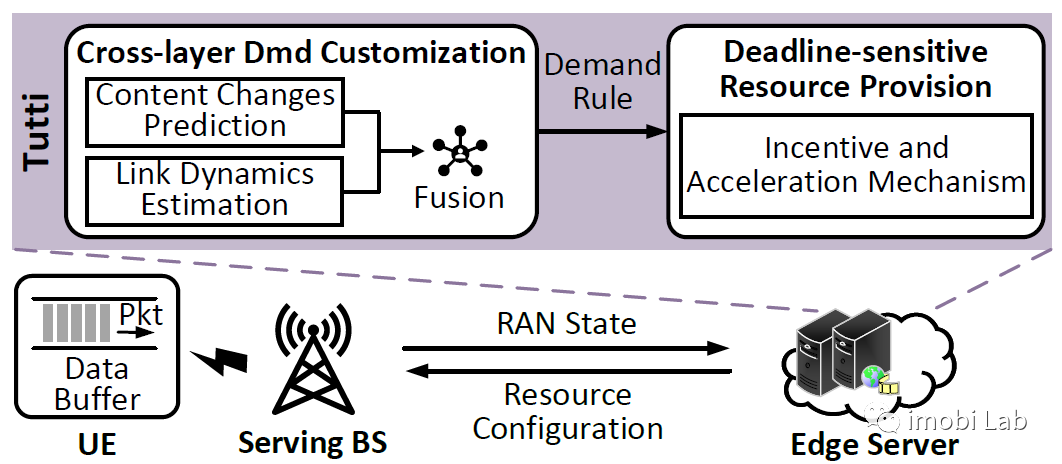 Tutti
Cross-layer Dmd Customization
Content Changes
Prediction
Link Dynamics
Estimation
Fusion
Demand
Rule
Deadline-sensitive
Resource Provision
Incentive and
Acceleration Mechanism
Pkt
Data
Buffer
UE
Serving BS
RAN State
Resource
Configuration
Edge Server
imobi Lab